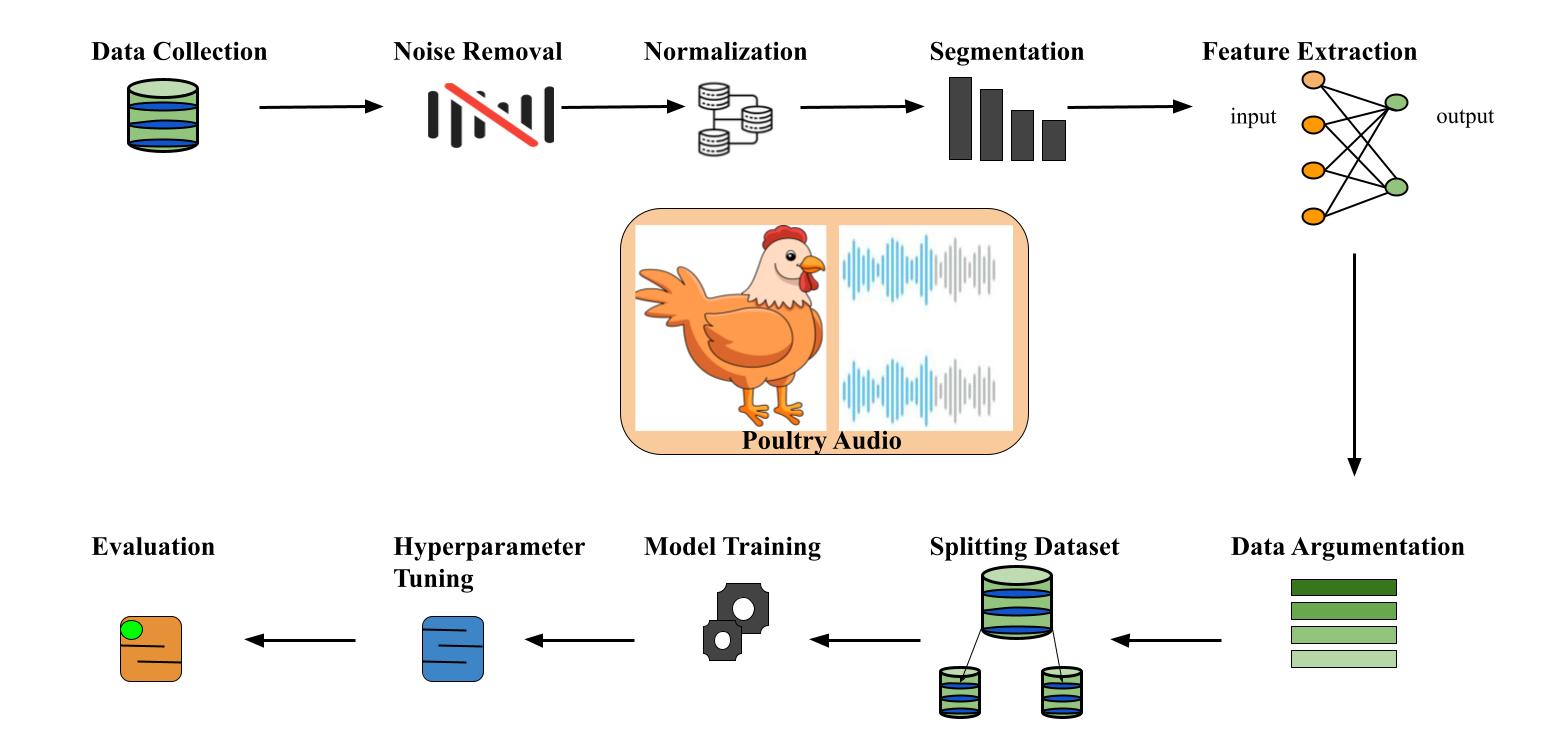 Data Collection
Noise Removal
Normalization
Segmentation
Feature Extraction
input
output
Poultry Audio
Evaluation
Hyperparameter
Tuning
Model Training
Splitting Dataset
Data Argumentation